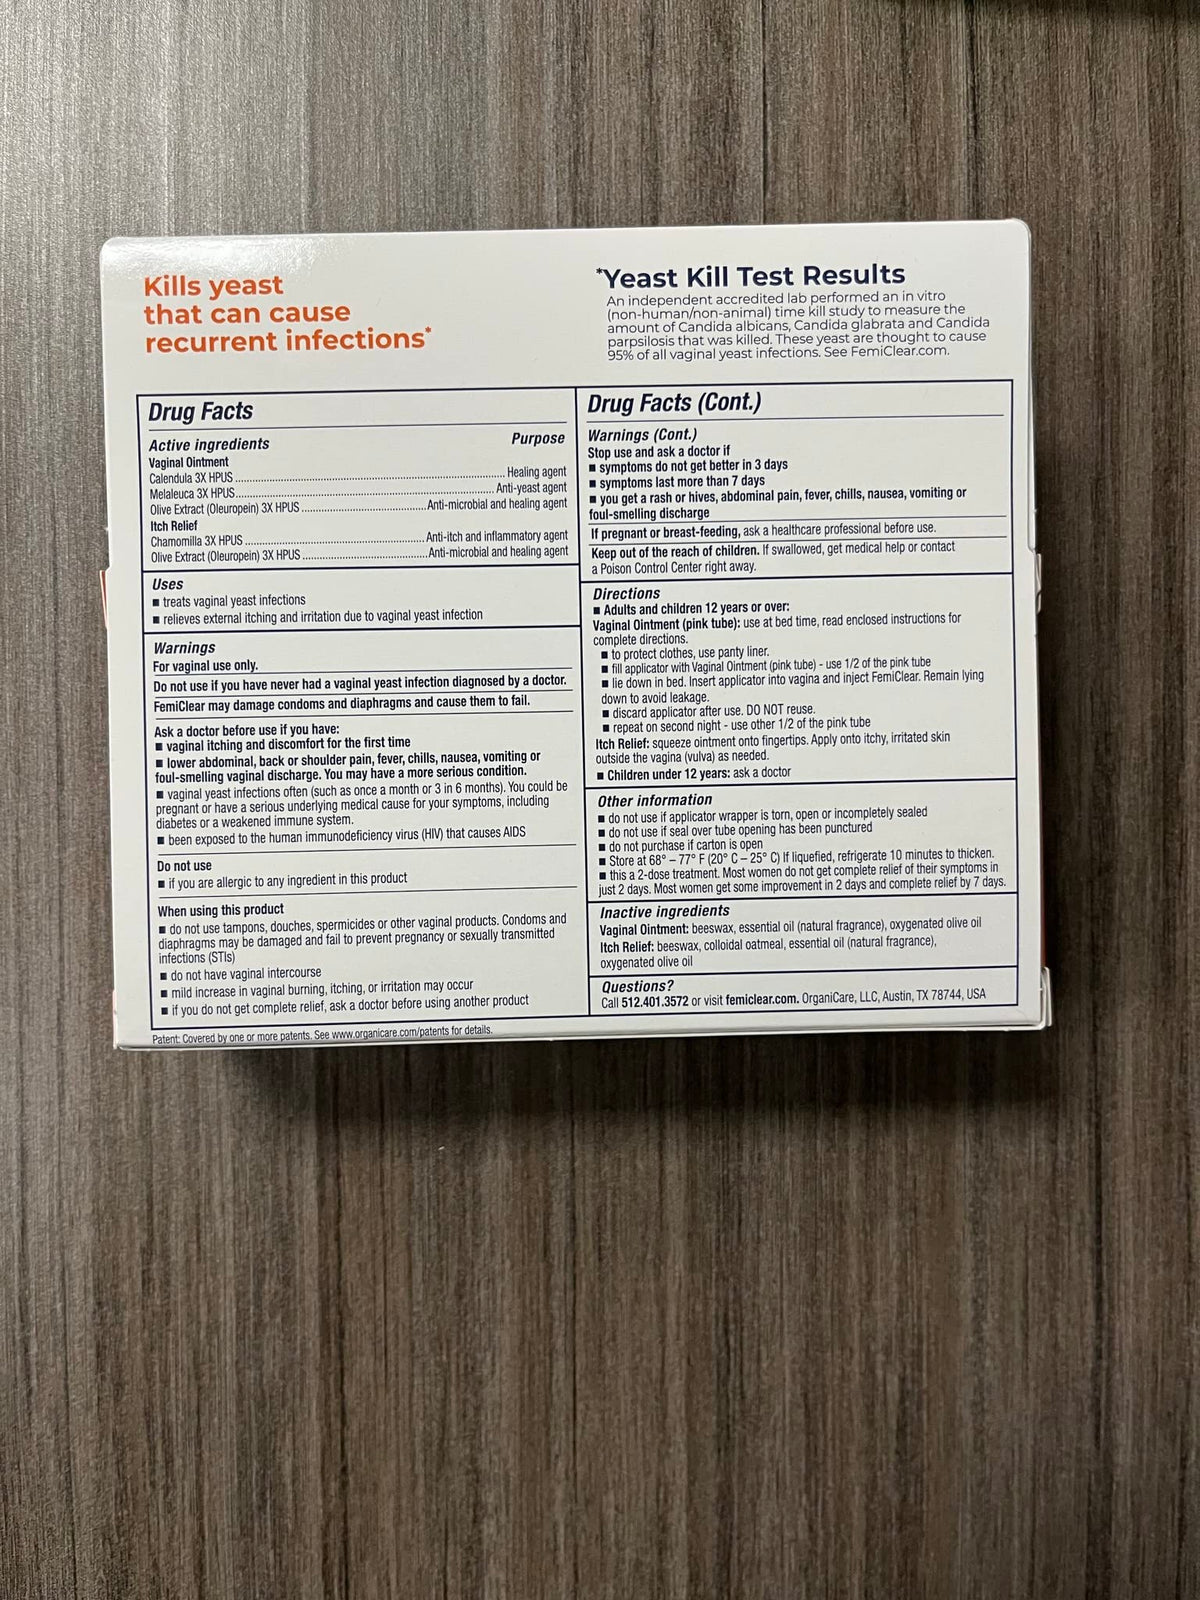 Kills yeast
that can cause
recurrent infections*
*Yeast Kill Test Results
An independent accredited lab performed an in vitro
(non-human/non-animal) time kill study to measure the
amount of Candida albicans, Candida glabrata and Candida
parpsilosis that was killed. These yeast are thought to cause
95% of all vaginal yeast infections. See FemiClear.com.
Drug Facts
Active ingredients Purpose
Vaginal Ointment
Calendula 3X HPUS ........ Healing agent
Melaleuca 3X HPUS ........ Anti-yeast agent
Olive Extract (Oleuropein) 3X HPUS ........ Anti-microbial and healing agent
Itch Relief
Chamomilla 3X HPUS ........ Anti-itch and inflammatory agent
Olive Extract (Oleuropein) 3X HPUS ........ Anti-microbial and healing agent
Uses
■ treats vaginal yeast infections
■ relieves external itching and irritation due to vaginal yeast infection
Warnings
For vaginal use only.
Do not use if you have never had a vaginal yeast infection diagnosed by a doctor.
FemiClear may damage condoms and diaphragms and cause them to fail.
Ask a doctor before use if you have:
■ vaginal itching and discomfort for the first time
■ lower abdominal, back or shoulder pain, fever, chills, nausea, vomiting or
foul-smelling vaginal discharge. You may have a more serious condition.
■ vaginal yeast infections often (such as once a month or 3 in 6 months). You could be
pregnant or have a serious underlying medical cause for your symptoms, including
diabetes or a weakened immune system.
■ been exposed to the human immunodeficiency virus (HIV) that causes AIDS
Do not use
■ if you are allergic to any ingredient in this product
When using this product
■ do not use tampons, douches, spermicides or other vaginal products. Condoms and
diaphragms may be damaged and fail to prevent pregnancy or sexually transmitted
infections (STIs)
■ do not have vaginal intercourse
■ mild increase in vaginal burning, itching, or irritation may occur
■ if you do not get complete relief, ask a doctor before using another product
Drug Facts (Cont.)
Warnings (Cont.)
Stop use and ask a doctor if
■ symptoms do not get better in 3 days
■ symptoms last more than 7 days
■ you get a rash or hives, abdominal pain, fever, chills, nausea, vomiting or
foul-smelling discharge
If pregnant or breast-feeding, ask a healthcare professional before use.
Keep out of the reach of children. If swallowed, get medical help or contact
a Poison Control Center right away.
Directions
■ Adults and children 12 years or over:
Vaginal Ointment (pink tube): use at bed time, read enclosed instructions for
complete directions.
■ to protect clothes, use panty liner.
■ fill applicator with Vaginal Ointment (pink tube) - use 1/2 of the pink tube
■ lie down in bed. Insert applicator into vagina and inject FemiClear. Remain lying
down to avoid leakage.
■ discard applicator after use. DO NOT reuse.
■ repeat on second night - use other 1/2 of the pink tube
Itch Relief: squeeze ointment onto fingertips. Apply onto itchy, irritated skin
outside the vagina (vulva) as needed.
■ Children under 12 years: ask a doctor
Other information
■ do not use if applicator wrapper is torn, open or incompletely sealed
■ do not use if seal over tube opening has been punctured
■ do not purchase if carton is open
■ Store at 68° – 77° F (20° C – 25° C) If liquefied, refrigerate 10 minutes to thicken.
■ this a 2-dose treatment. Most women do not get complete relief of their symptoms in
just 2 days. Most women get some improvement in 2 days and complete relief by 7 days.
Inactive ingredients
Vaginal Ointment: beeswax, essential oil (natural fragrance), oxygenated olive oil
Itch Relief: beeswax, colloidal oatmeal, essential oil (natural fragrance),
oxygenated olive oil
Questions?
Call 512.401.3572 or visit femiclear.com. OrganiCare, LLC, Austin, TX 78744, USA
Patent: Covered by one or more patents. See www.organicare.com/patents for details.